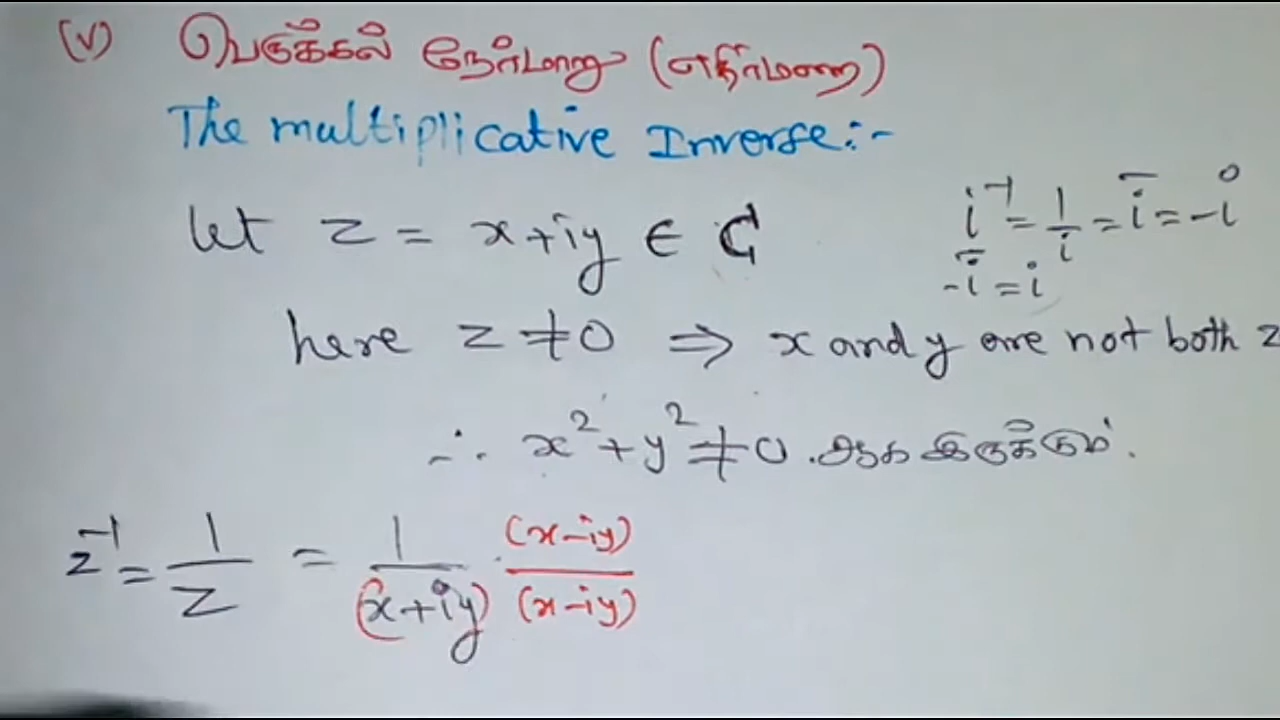 (v) பெருக்கல் நேர்மாறு (எதிர்மறை)
The multiplicative Inverse:-
Let z = x+iy ∈ ℂ
i⁻¹ = 1/i = i̅ = -i
-i̅ = i
here z ≠ 0 ⇒ x and y are not both z
∴ x² + y² ≠ 0. ஆக இருக்கும்.
z⁻¹ = 1/z = 1/(x+iy) · (x-iy)/(x-iy)